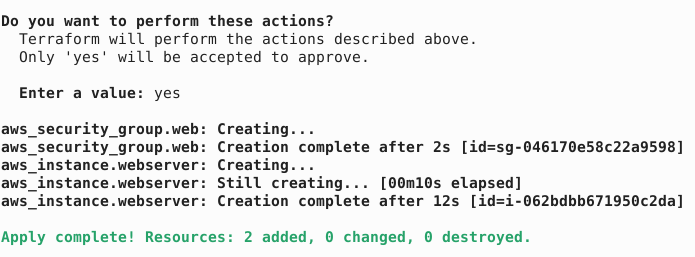 Do you want to perform these actions?
  Terraform will perform the actions described above.
  Only 'yes' will be accepted to approve.

  Enter a value: yes

aws_security_group.web: Creating...
aws_security_group.web: Creation complete after 2s [id=sg-046170e58c22a9598]
aws_instance.webserver: Creating...
aws_instance.webserver: Still creating... [00m10s elapsed]
aws_instance.webserver: Creation complete after 12s [id=i-062bdbb671950c2da]

Apply complete! Resources: 2 added, 0 changed, 0 destroyed.